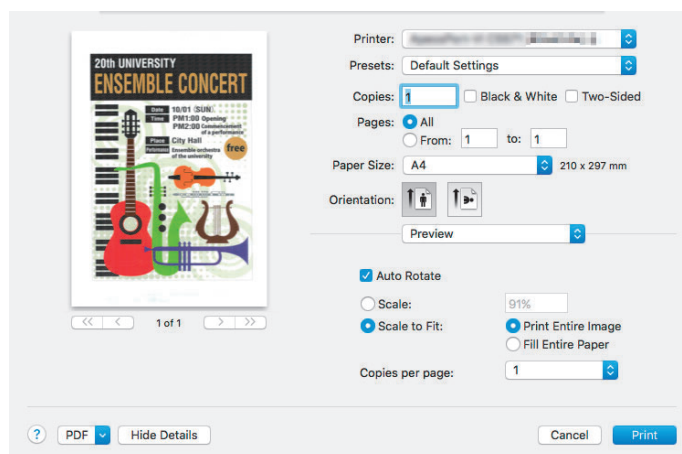 20th UNIVERSITY
ENSEMBLE CONCERT
Date 10/01 (SUN)
Time PM1:00 Opening
PM2:00 Commencement
of a performance
Place City Hall
Ensemble orchestra
of the university
free
<< < 1 of 1 > >>
Printer:
Presets: Default Settings
Copies: 1 Black & White Two-Sided
Pages: All
From: 1 to: 1
Paper Size: A4 210 x 297 mm
Orientation:
Preview
Auto Rotate
Scale: 91%
Scale to Fit: Print Entire Image
Fill Entire Paper
Copies per page: 1
? PDF Hide Details Cancel Print